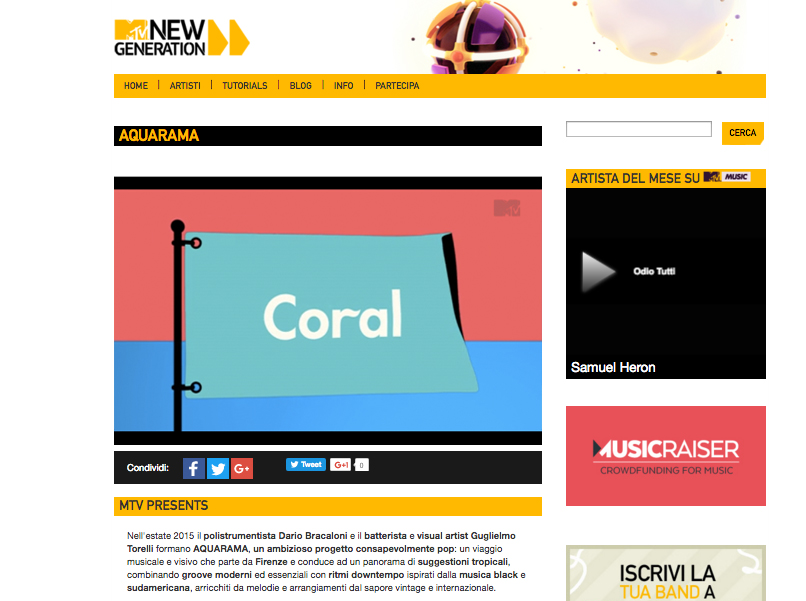 MTV NEW
GENERATION
HOME | ARTISTI | TUTORIALS | BLOG | INFO | PARTECIPA
AQUARAMA
CERCA
ARTISTA DEL MESE SU MTV MUSIC
MTV
Coral
Odio Tutti
Samuel Heron
MUSICRAISER
CROWDFUNDING FOR MUSIC
Condividi: f G+ Tweet G+1 0
MTV PRESENTS
Nell'estate 2015 il polistrumentista Dario Bracaloni e il batterista e visual artist Guglielmo
Torelli formano AQUARAMA, un ambizioso progetto consapevolmente pop: un viaggio
musicale e visivo che parte da Firenze e conduce ad un panorama di suggestioni tropicali,
combinando groove moderni ed essenziali con ritmi downtempo ispirati dalla musica black e
sudamericana, arricchiti da melodie e arrangiamenti dal sapore vintage e internazionale.
ISCRIVI LA
TUA BAND A